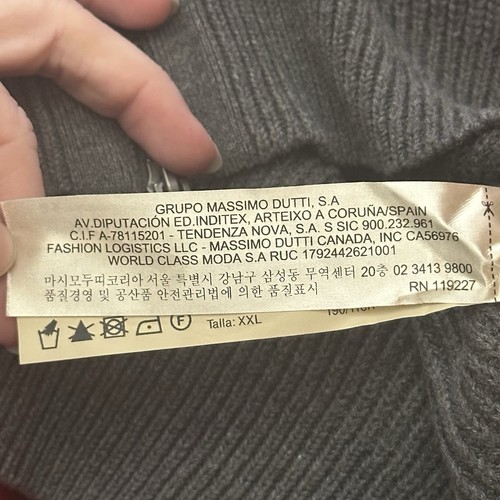 GRUPO MASSIMO DUTTI, S.A
AV.DIPUTACIÓN ED.INDITEX, ARTEIXO A CORUÑA/SPAIN
C.I.F A-78115201 - TENDENZA NOVA, S.A. S SIC 900.232.961
FASHION LOGISTICS LLC - MASSIMO DUTTI CANADA, INC CA56976
WORLD CLASS MODA S.A RUC 1792442621001
마시모두띠코리아 서울 특별시 강남구 삼성동 무역센터 20층 02 3413 9800
품질경영 및 공산품 안전관리법에 의한 품질표시 RN 119227
Talla: XXL